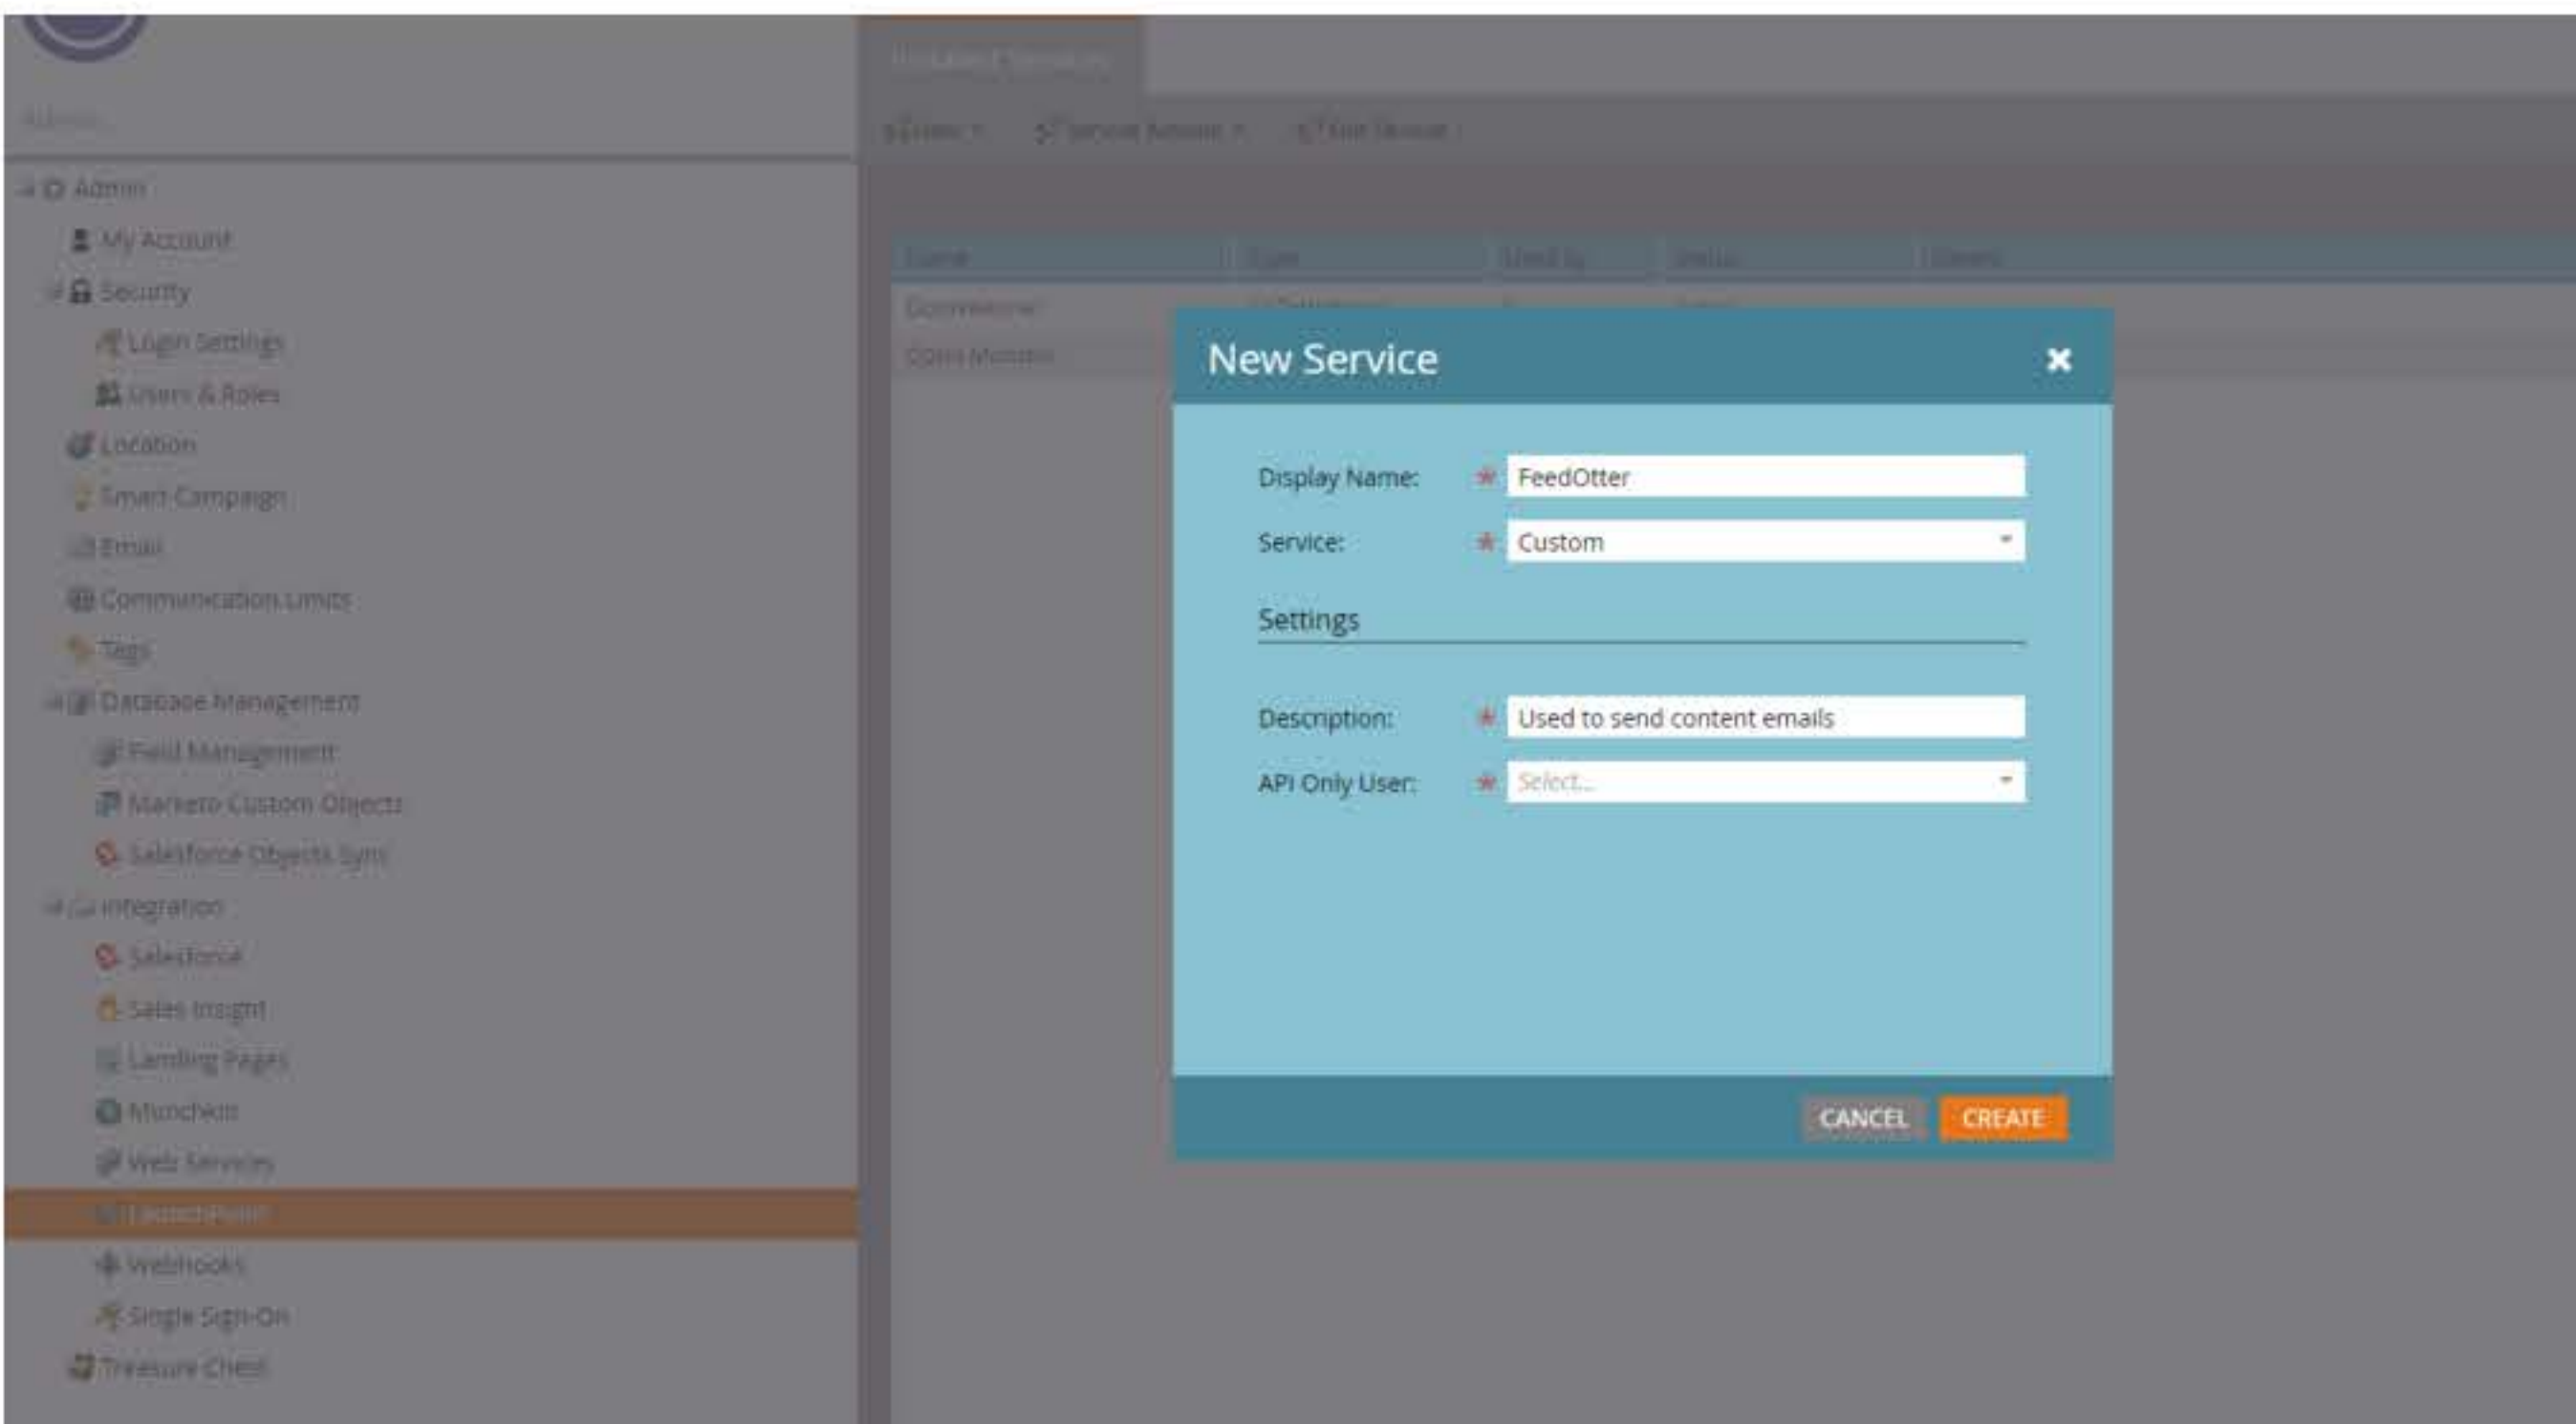 Admin
My Account
Security
Login Settings
Users & Roles
Location
Smart Campaign
Email
Communication Limits
Tags
Database Management
Field Management
Marketo Custom Objects
Salesforce Objects Sync
Integration
Salesforce
Sales Insight
Landing Pages
Munchkin
Web Services
LaunchPoint
Webhooks
Single Sign-On
Treasure Chest
New Service
Display Name: * FeedOtter
Service: * Custom
Settings
Description: * Used to send content emails
API Only User: * Select...
CANCEL CREATE